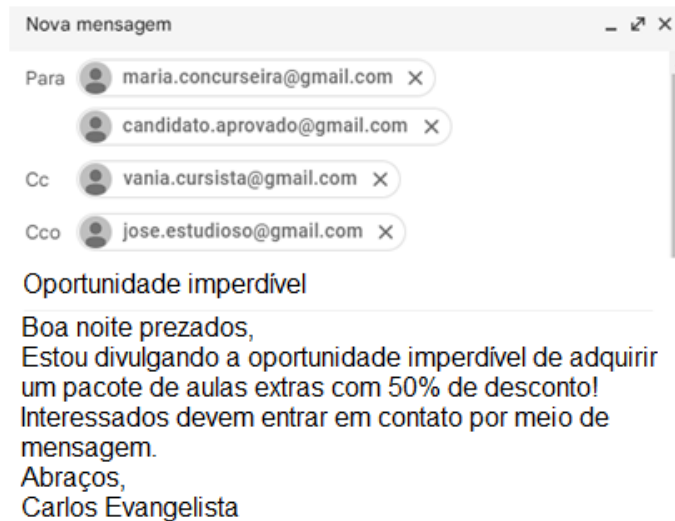 Nova mensagem
Para maria.concurseira@gmail.com
candidato.aprovado@gmail.com
Cc vania.cursista@gmail.com
Cco jose.estudioso@gmail.com
Oportunidade imperdível
Boa noite prezados,
Estou divulgando a oportunidade imperdível de adquirir
um pacote de aulas extras com 50% de desconto!
Interessados devem entrar em contato por meio de
mensagem.
Abraços,
Carlos Evangelista